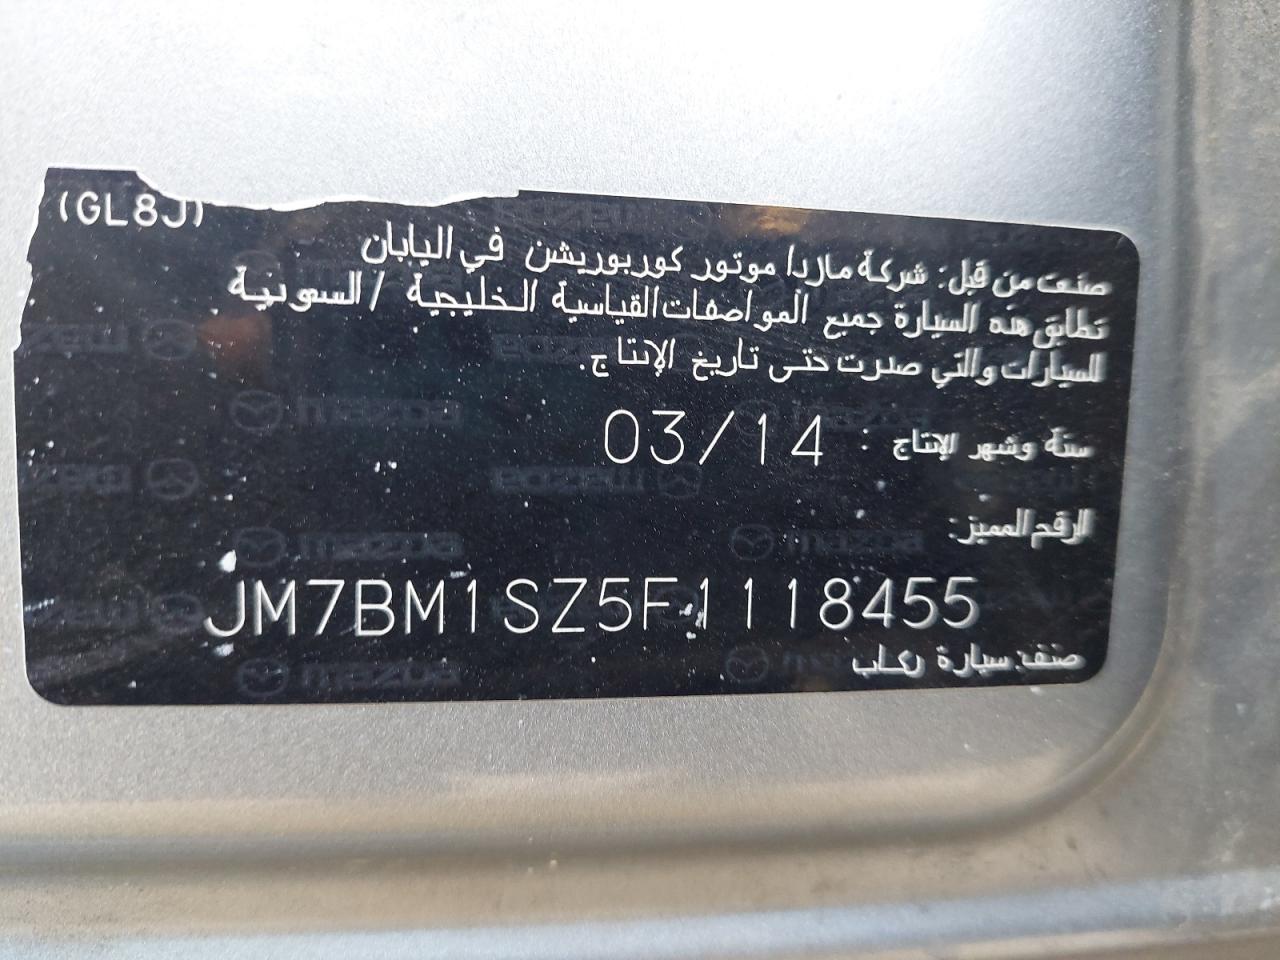 (GL8J)
صنعت من قبل: شركة مازدا موتور كوربوريشن في اليابان
تطابق هذه السيارة جميع المواصفات القياسية الخليجية / السعودية
للسيارات والتي صدرت حتى تاريخ الإنتاج.
سنة وشهر الإنتاج : 03/14
الرقم المميز:
JM7BM1SZ5F1118455
صنف: سيارة ركاب